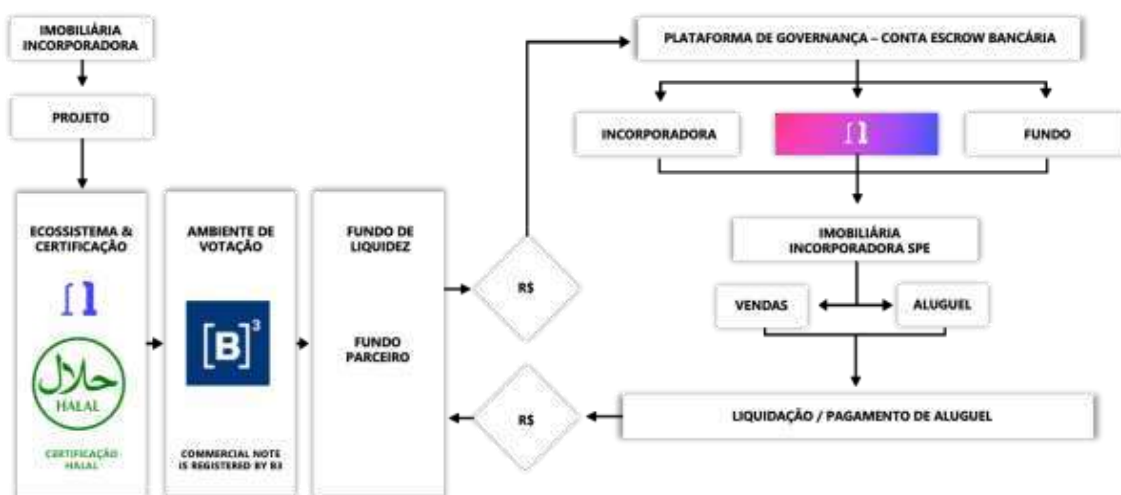 IMOBILIÁRIA
INCORPORADORA
PROJETO
ECOSSISTEMA &
CERTIFICAÇÃO
حلال
HALAL
CERTIFICAÇÃO
HALAL
AMBIENTE DE
VOTAÇÃO
[B]³
COMMERCIAL NOTE
IS REGISTERED BY B3
FUNDO DE
LIQUIDEZ
FUNDO
PARCEIRO
R$
R$
PLATAFORMA DE GOVERNANÇA – CONTA ESCROW BANCÁRIA
INCORPORADORA
FUNDO
IMOBILIÁRIA
INCORPORADORA SPE
VENDAS
ALUGUEL
LIQUIDAÇÃO / PAGAMENTO DE ALUGUEL